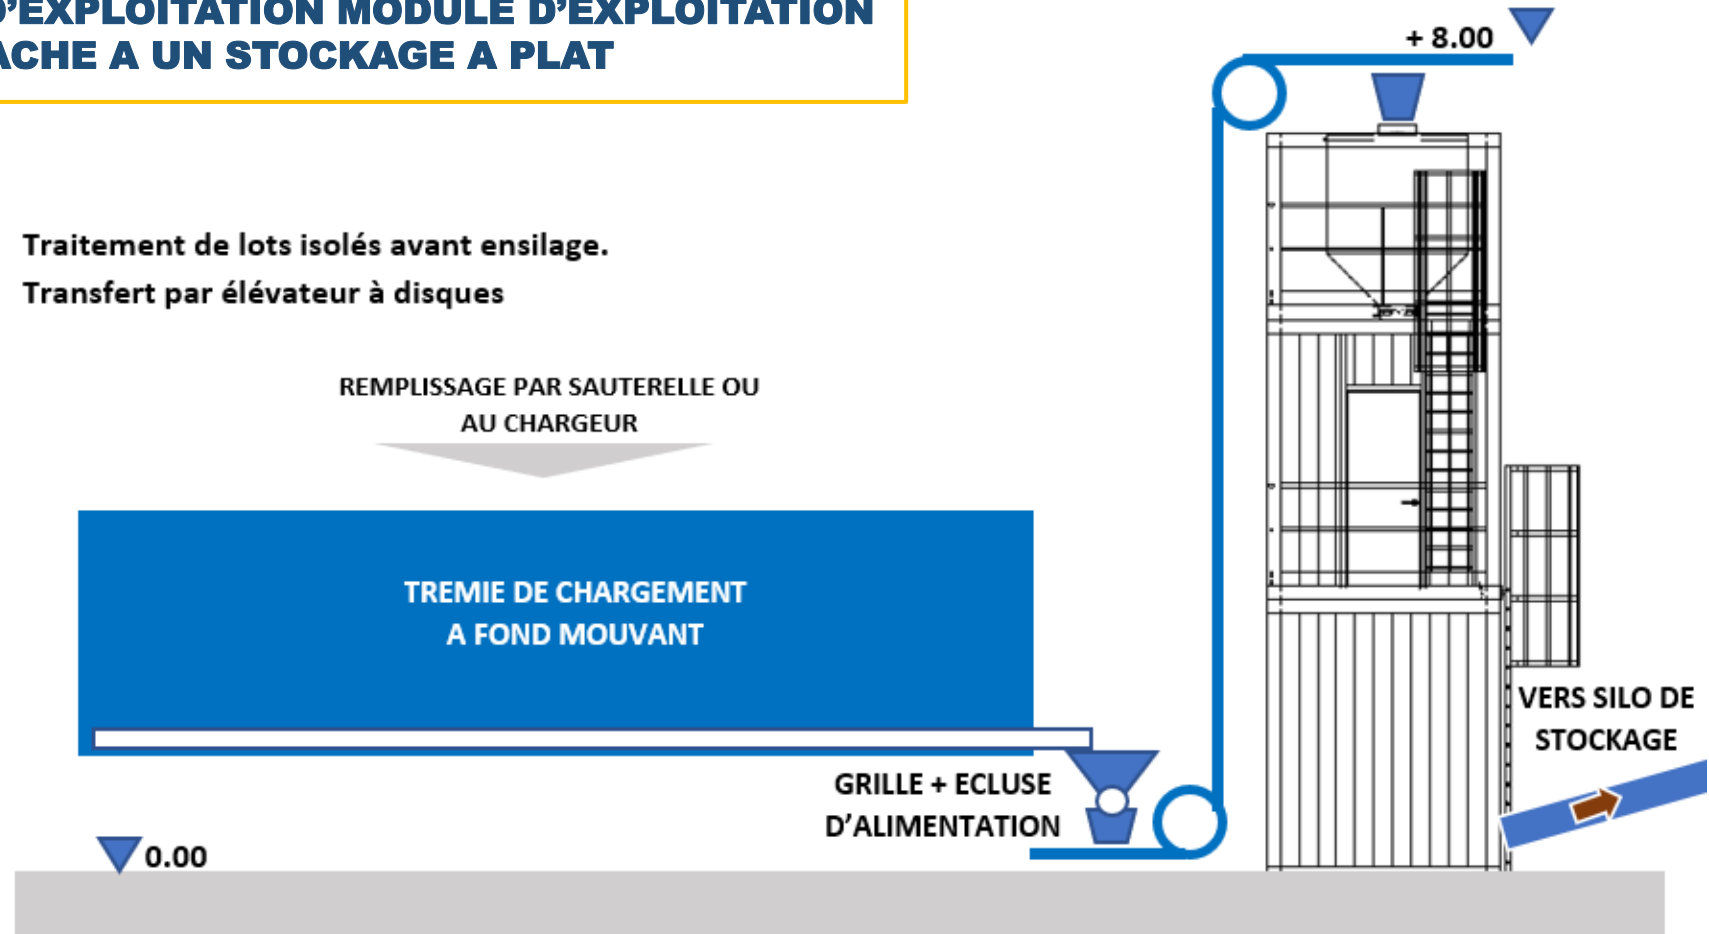 D'EXPLOITATION MODULE D'EXPLOITATION
ACHE A UN STOCKAGE A PLAT
+ 8.00
Traitement de lots isolés avant ensilage.
Transfert par élévateur à disques
REMPLISSAGE PAR SAUTERELLE OU
AU CHARGEUR
TREMIE DE CHARGEMENT
A FOND MOUVANT
VERS SILO DE
STOCKAGE
GRILLE + ECLUSE
D'ALIMENTATION
0.00